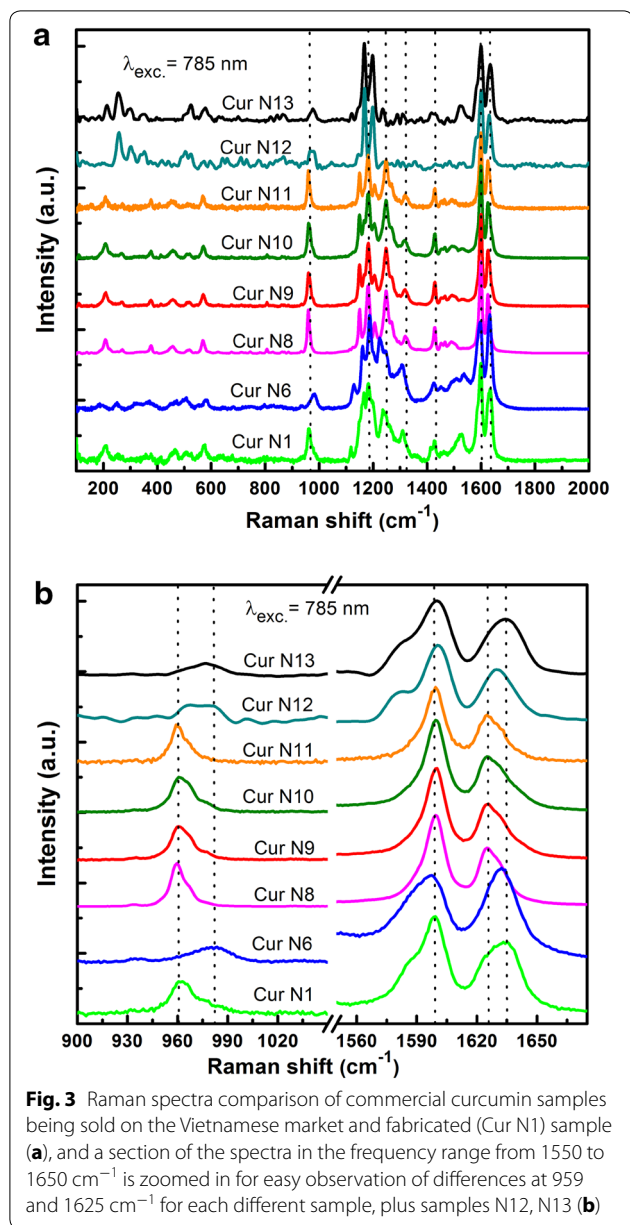 a
λexc.= 785 nm
Cur N13
Cur N12
Cur N11
Cur N10
Cur N9
Cur N8
Cur N6
Cur N1
Intensity (a.u.)
200 400 600 800 1000 1200 1400 1600 1800 2000
Raman shift (cm-1)
b
λexc.= 785 nm
Cur N13
Cur N12
Cur N11
Cur N10
Cur N9
Cur N8
Cur N6
Cur N1
Intensity (a.u.)
900 930 960 990 1020 1560 1590 1620 1650
Raman shift (cm-1)
Fig. 3 Raman spectra comparison of commercial curcumin samples
being sold on the Vietnamese market and fabricated (Cur N1) sample
(a), and a section of the spectra in the frequency range from 1550 to
1650 cm−1 is zoomed in for easy observation of differences at 959
and 1625 cm−1 for each different sample, plus samples N12, N13 (b)